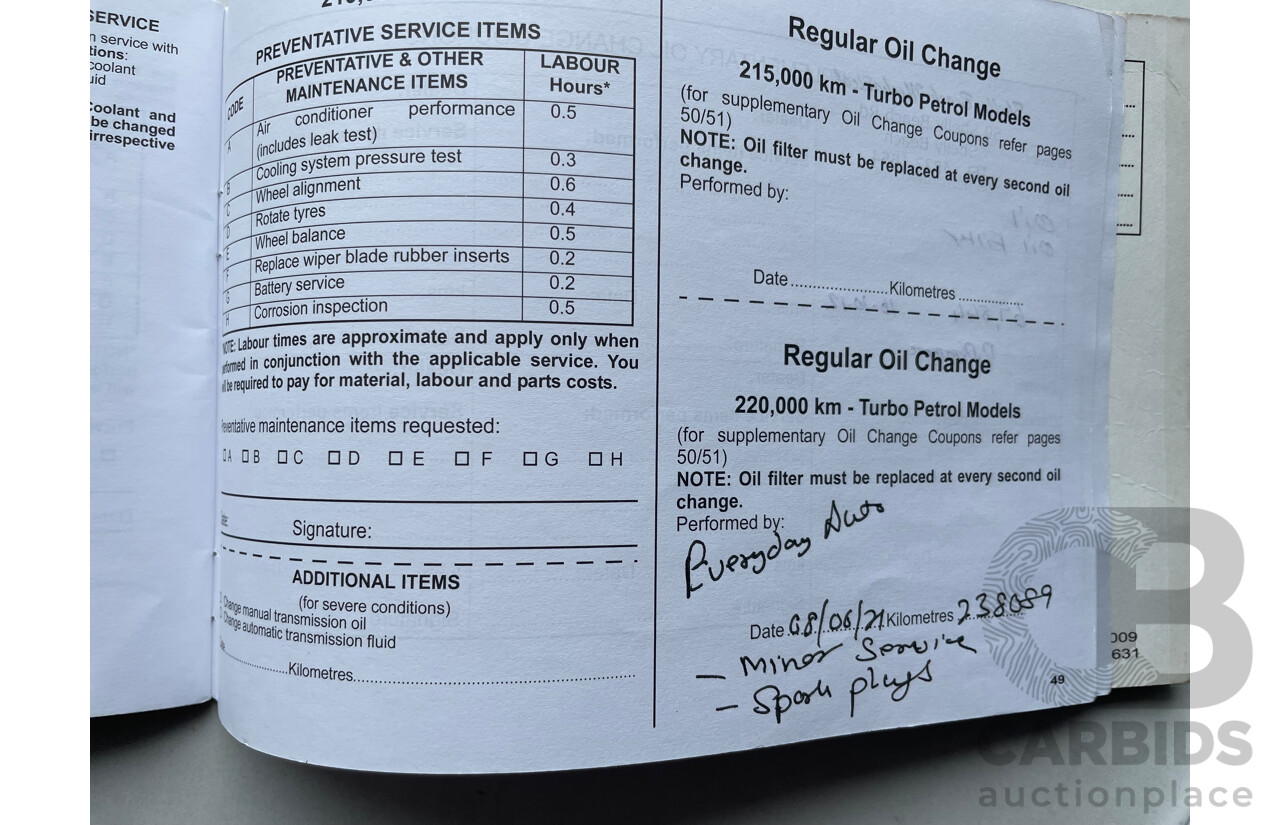 SERVICE
service with
tions:
coolant
uid
Coolant and
be changed
irrespective
PREVENTATIVE SERVICE ITEMS
CODE
PREVENTATIVE & OTHER
MAINTENANCE ITEMS
LABOUR
Hours*
A
Air conditioner performance
(includes leak test)
0.5
B
Cooling system pressure test
0.3
C
Wheel alignment
0.6
D
Rotate tyres
0.4
E
Wheel balance
0.5
F
Replace wiper blade rubber inserts
0.2
G
Battery service
0.2
H
Corrosion inspection
0.5
NOTE: Labour times are approximate and apply only when
performed in conjunction with the applicable service. You
be required to pay for material, labour and parts costs.
Preventative maintenance items requested:
A B C D E F G H
Signature:
ADDITIONAL ITEMS
(for severe conditions)
Change manual transmission oil
Change automatic transmission fluid
Kilometres
Regular Oil Change
215,000 km - Turbo Petrol Models
(for supplementary Oil Change Coupons refer pages
50/51)
NOTE: Oil filter must be replaced at every second oil
change.
Performed by:
Date ...................... Kilometres ...............
Regular Oil Change
220,000 km - Turbo Petrol Models
(for supplementary Oil Change Coupons refer pages
50/51)
NOTE: Oil filter must be replaced at every second oil
change.
Performed by:
Everyday Auto
Date 08/06/21 Kilometres 238089
- Minor Service
- Spark plugs
49
009
631
CARBIDS
auctionplace